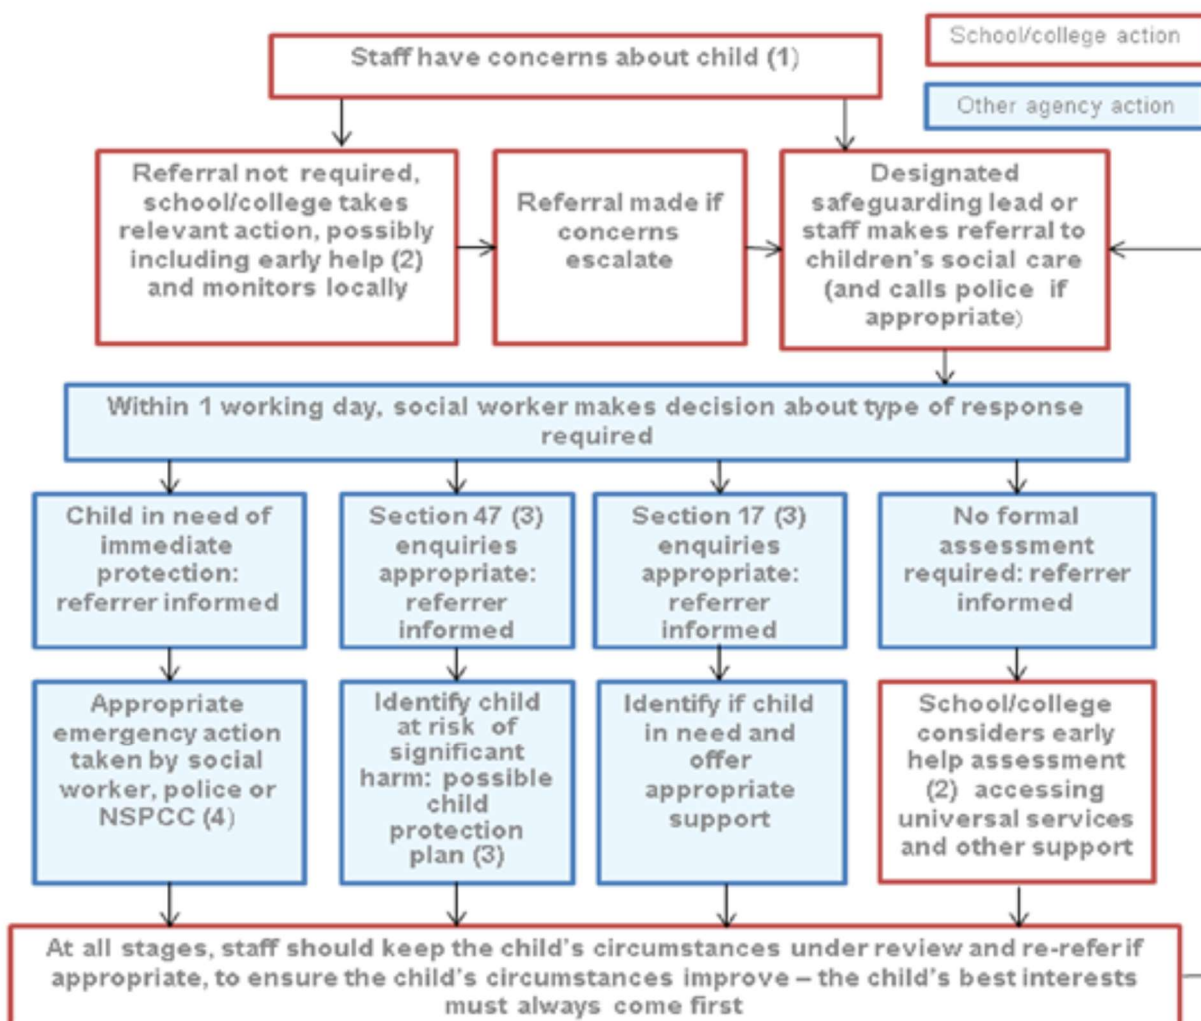 Staff have concerns about child (1)
School/college action
Other agency action
Referral not required,
school/college takes
relevant action, possibly
including early help (2)
and monitors locally
Referral made if
concerns
escalate
Designated
safeguarding lead or
staff makes referral to
children's social care
(and calls police if
appropriate)
Within 1 working day, social worker makes decision about type of response
required
Child in need of
immediate
protection:
referrer informed
Section 47 (3)
enquiries
appropriate:
referrer
informed
Section 17 (3)
enquiries
appropriate:
referrer
informed
No formal
assessment
required: referrer
informed
Appropriate
emergency action
taken by social
worker, police or
NSPCC (4)
Identify child
at risk of
significant
harm: possible
child
protection
plan (3)
Identify if child
in need and
offer
appropriate
support
School/college
considers early
help assessment
(2) accessing
universal services
and other support
At all stages, staff should keep the child's circumstances under review and re-refer if
appropriate, to ensure the child's circumstances improve – the child's best interests
must always come first